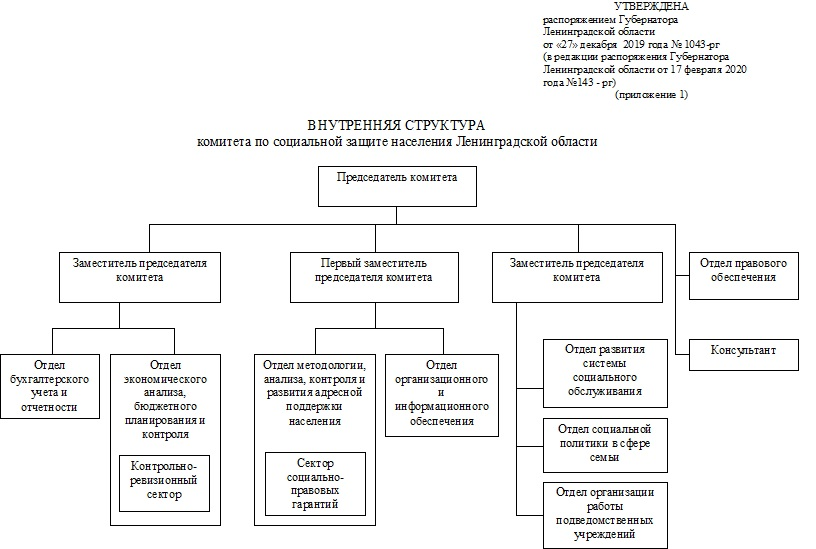 УТВЕРЖДЕНА
распоряжением Губернатора
Ленинградской области
от «27» декабря 2019 года № 1043-рг
(в редакции распоряжения Губернатора
Ленинградской области от 17 февраля 2020
года №143 - рг)
(приложение 1)
ВНУТРЕННЯЯ СТРУКТУРА
комитета по социальной защите населения Ленинградской области
Председатель комитета
Заместитель председателя
комитета
Первый заместитель
председателя комитета
Заместитель председателя
комитета
Отдел правового
обеспечения
Консультант
Отдел
бухгалтерского
учета и
отчетности
Отдел
экономического
анализа,
бюджетного
планирования и
контроля
Контрольно-
ревизионный
сектор
Отдел методологии,
анализа, контроля и
развития адресной
поддержки
населения
Сектор
социально-
правовых
гарантий
Отдел
организационного
и
информационного
обеспечения
Отдел развития
системы
социального
обслуживания
Отдел социальной
политики в сфере
семьи
Отдел организации
работы
подведомственных
учреждений